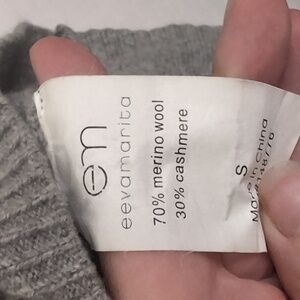 em
eevamarita
70% merino wool
30% cashmere
S
Made in China